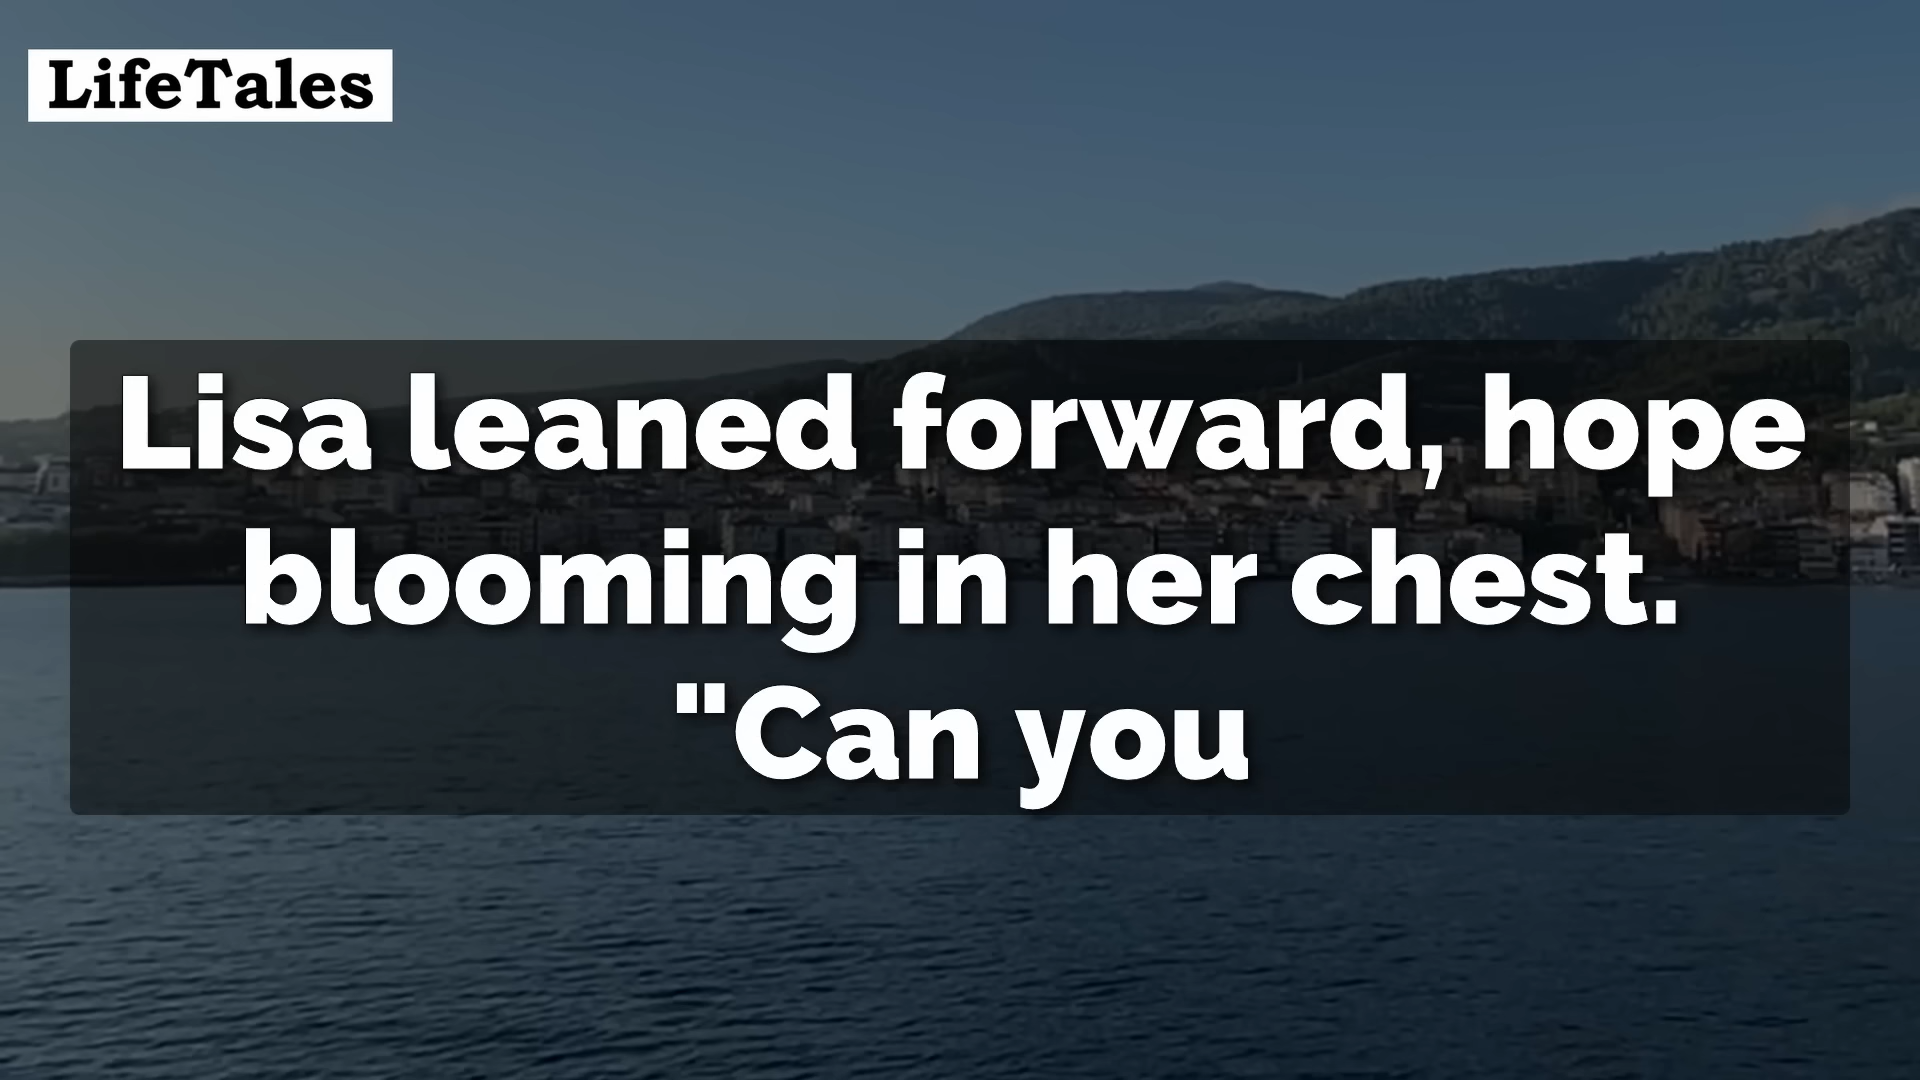 LifeTales
Lisa leaned forward, hope
blooming in her chest.
"Can you